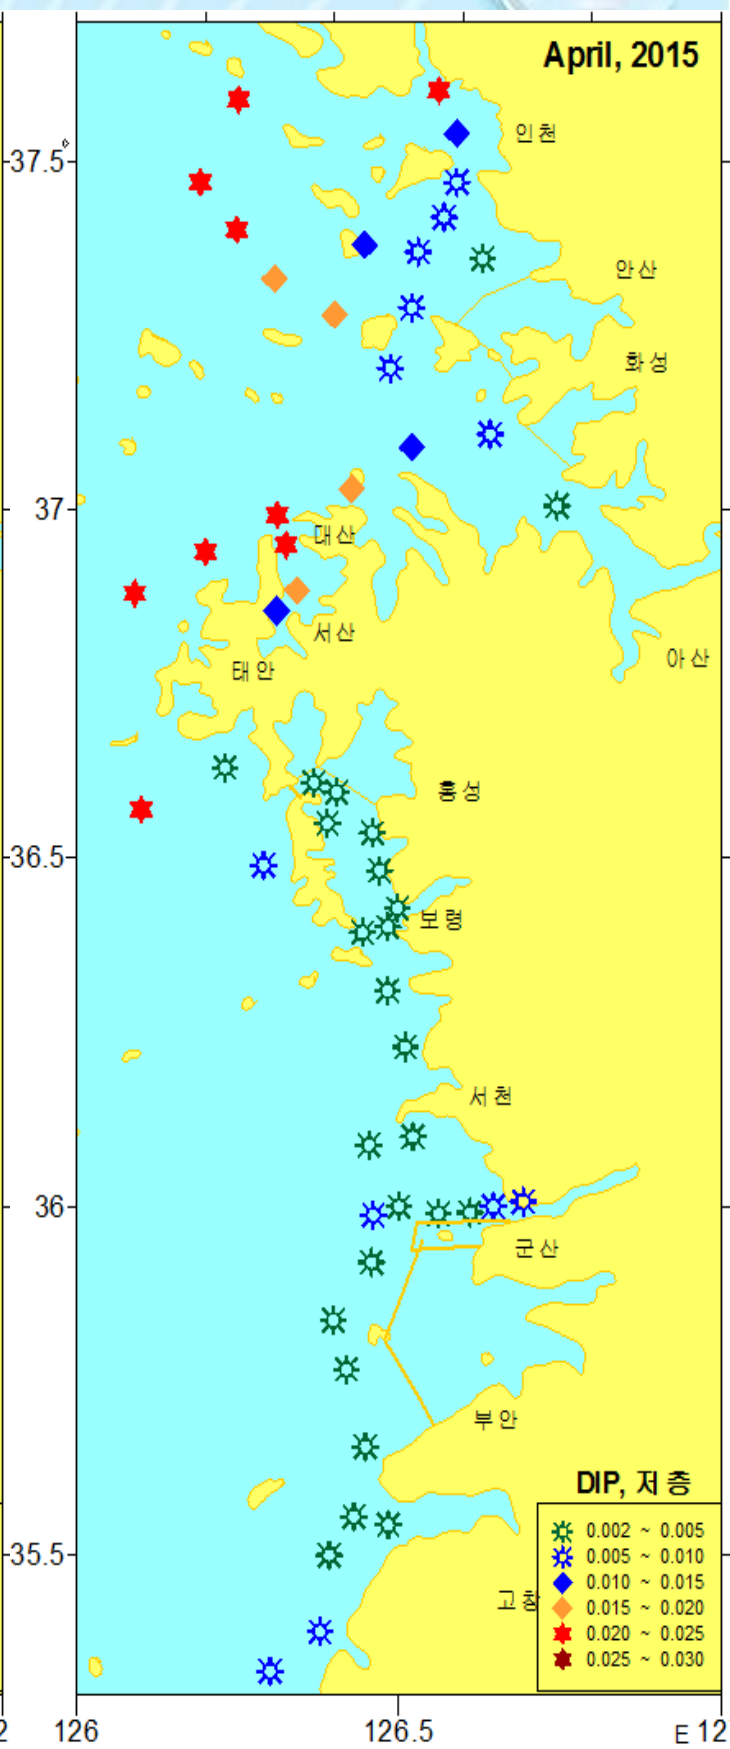 April, 2015
인천
37.5
안산
화성
37
대산
서산
아산
태안
홍성
36.5
보령
서천
36
군산
부안
DIP, 저층
0.002 ~ 0.005
35.5
0.005 ~ 0.010
0.010 ~ 0.015
고창
0.015 ~ 0.020
0.020 ~ 0.025
0.025 ~ 0.030
2 126 126.5 E 12